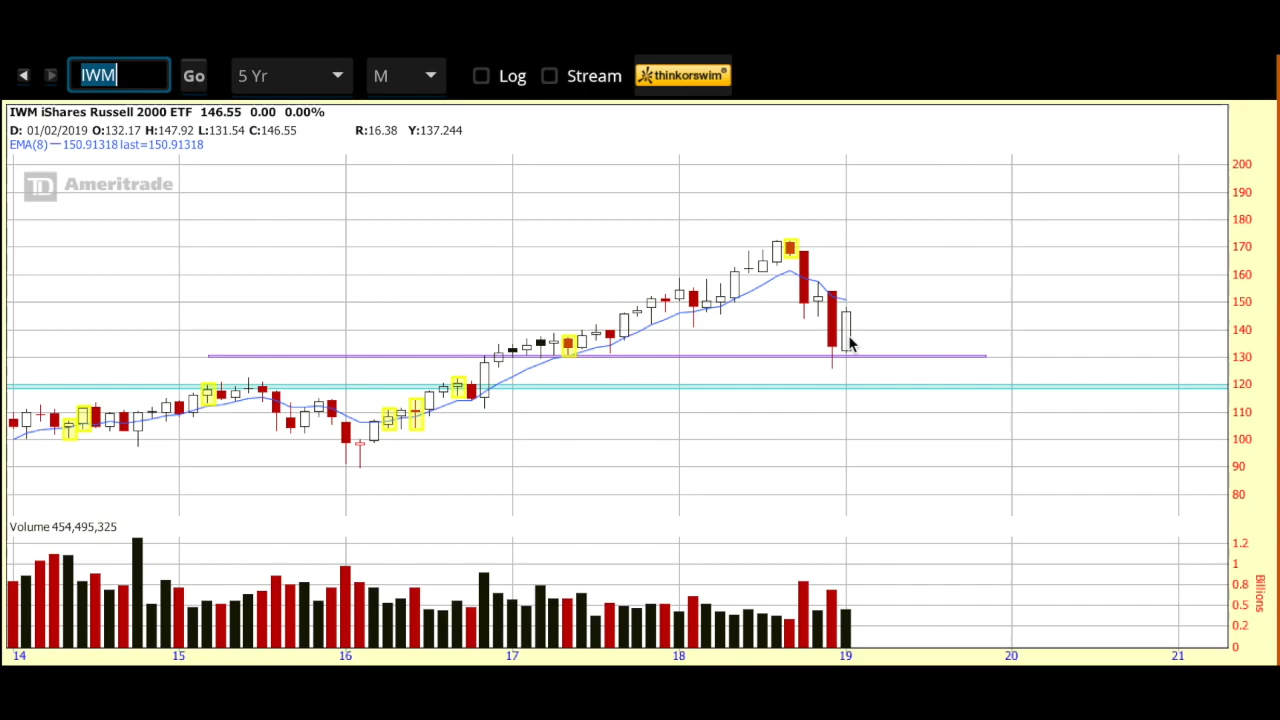 IWM Go 5 Yr M Log Stream thinkorswim®
IWM iShares Russell 2000 ETF 146.55 0.00 0.00%
D: 01/02/2019 O:132.17 H:147.92 L:131.54 C:146.55 R:16.38 Y:137.244
EMA(8) — 150.91318 last=150.91318
TD Ameritrade
200
190
180
170
160
150
140
130
120
110
100
90
80
Volume 454,495,325
1.2
1
0.8
0.5
0.2
0
Billions
14 15 16 17 18 19 20 21